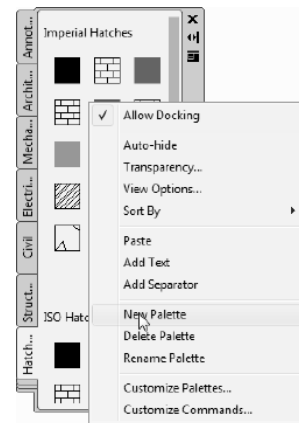 Annot...
Archit...
Mecha...
Electri...
Civil
Struct...
Hatch...
Imperial Hatches
ISO Hatc
Allow Docking
Auto-hide
Transparency...
View Options...
Sort By
Paste
Add Text
Add Separator
New Palette
Delete Palette
Rename Palette
Customize Palettes...
Customize Commands...